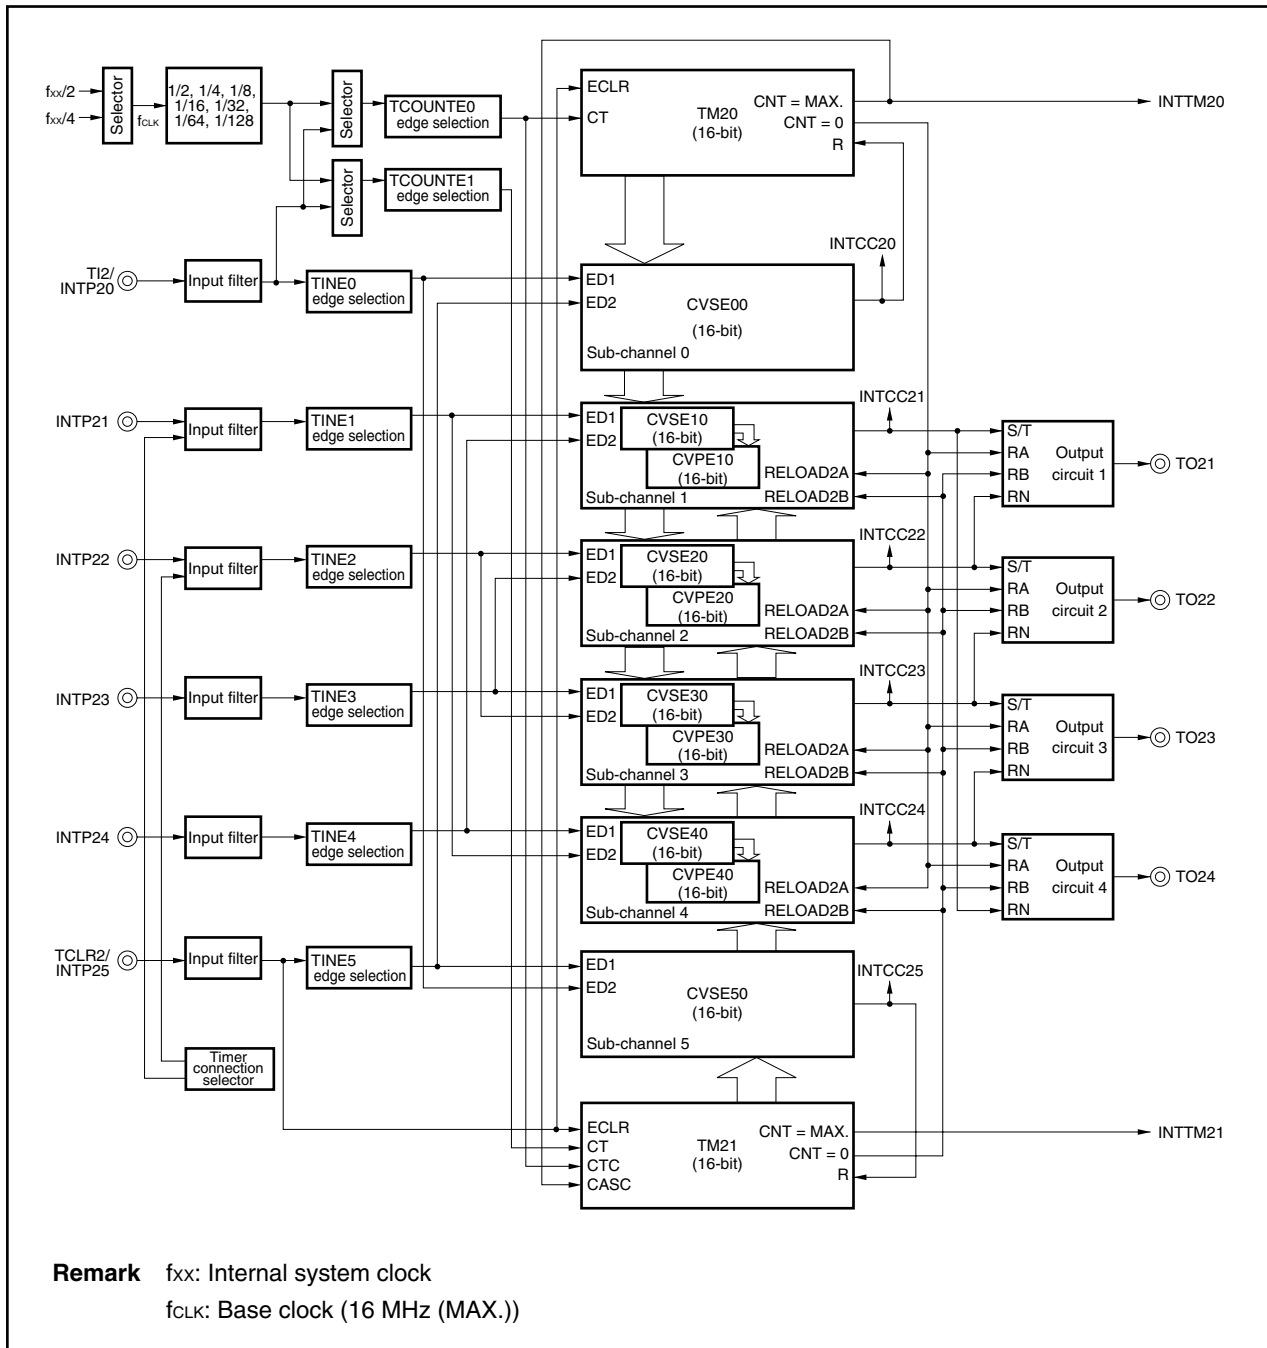 fxx/2
fxx/4
Selector
fCLK
1/2, 1/4, 1/8,
1/16, 1/32,
1/64, 1/128
Selector
TCOUNTE0
edge selection
Selector
TCOUNTE1
edge selection
ECLR
CT
TM20
(16-bit)
CNT = MAX.
CNT = 0
R
INTTM20
TI2/
INTP20
Input filter
TINE0
edge selection
ED1
ED2
CVSE00
(16-bit)
Sub-channel 0
INTCC20
INTP21
Input filter
TINE1
edge selection
ED1
ED2
CVSE10
(16-bit)
CVPE10
(16-bit)
Sub-channel 1
RELOAD2A
RELOAD2B
INTCC21
S/T
RA
RB
RN
Output
circuit 1
TO21
INTP22
Input filter
TINE2
edge selection
ED1
ED2
CVSE20
(16-bit)
CVPE20
(16-bit)
Sub-channel 2
RELOAD2A
RELOAD2B
INTCC22
S/T
RA
RB
RN
Output
circuit 2
TO22
INTP23
Input filter
TINE3
edge selection
ED1
ED2
CVSE30
(16-bit)
CVPE30
(16-bit)
Sub-channel 3
RELOAD2A
RELOAD2B
INTCC23
S/T
RA
RB
RN
Output
circuit 3
TO23
INTP24
Input filter
TINE4
edge selection
ED1
ED2
CVSE40
(16-bit)
CVPE40
(16-bit)
Sub-channel 4
RELOAD2A
RELOAD2B
INTCC24
S/T
RA
RB
RN
Output
circuit 4
TO24
TCLR2/
INTP25
Input filter
TINE5
edge selection
ED1
ED2
CVSE50
(16-bit)
Sub-channel 5
INTCC25
Timer
connection
selector
ECLR
CT
CTC
CASC
TM21
(16-bit)
CNT = MAX.
CNT = 0
R
INTTM21
Remark fxx: Internal system clock
fCLK: Base clock (16 MHz (MAX.))